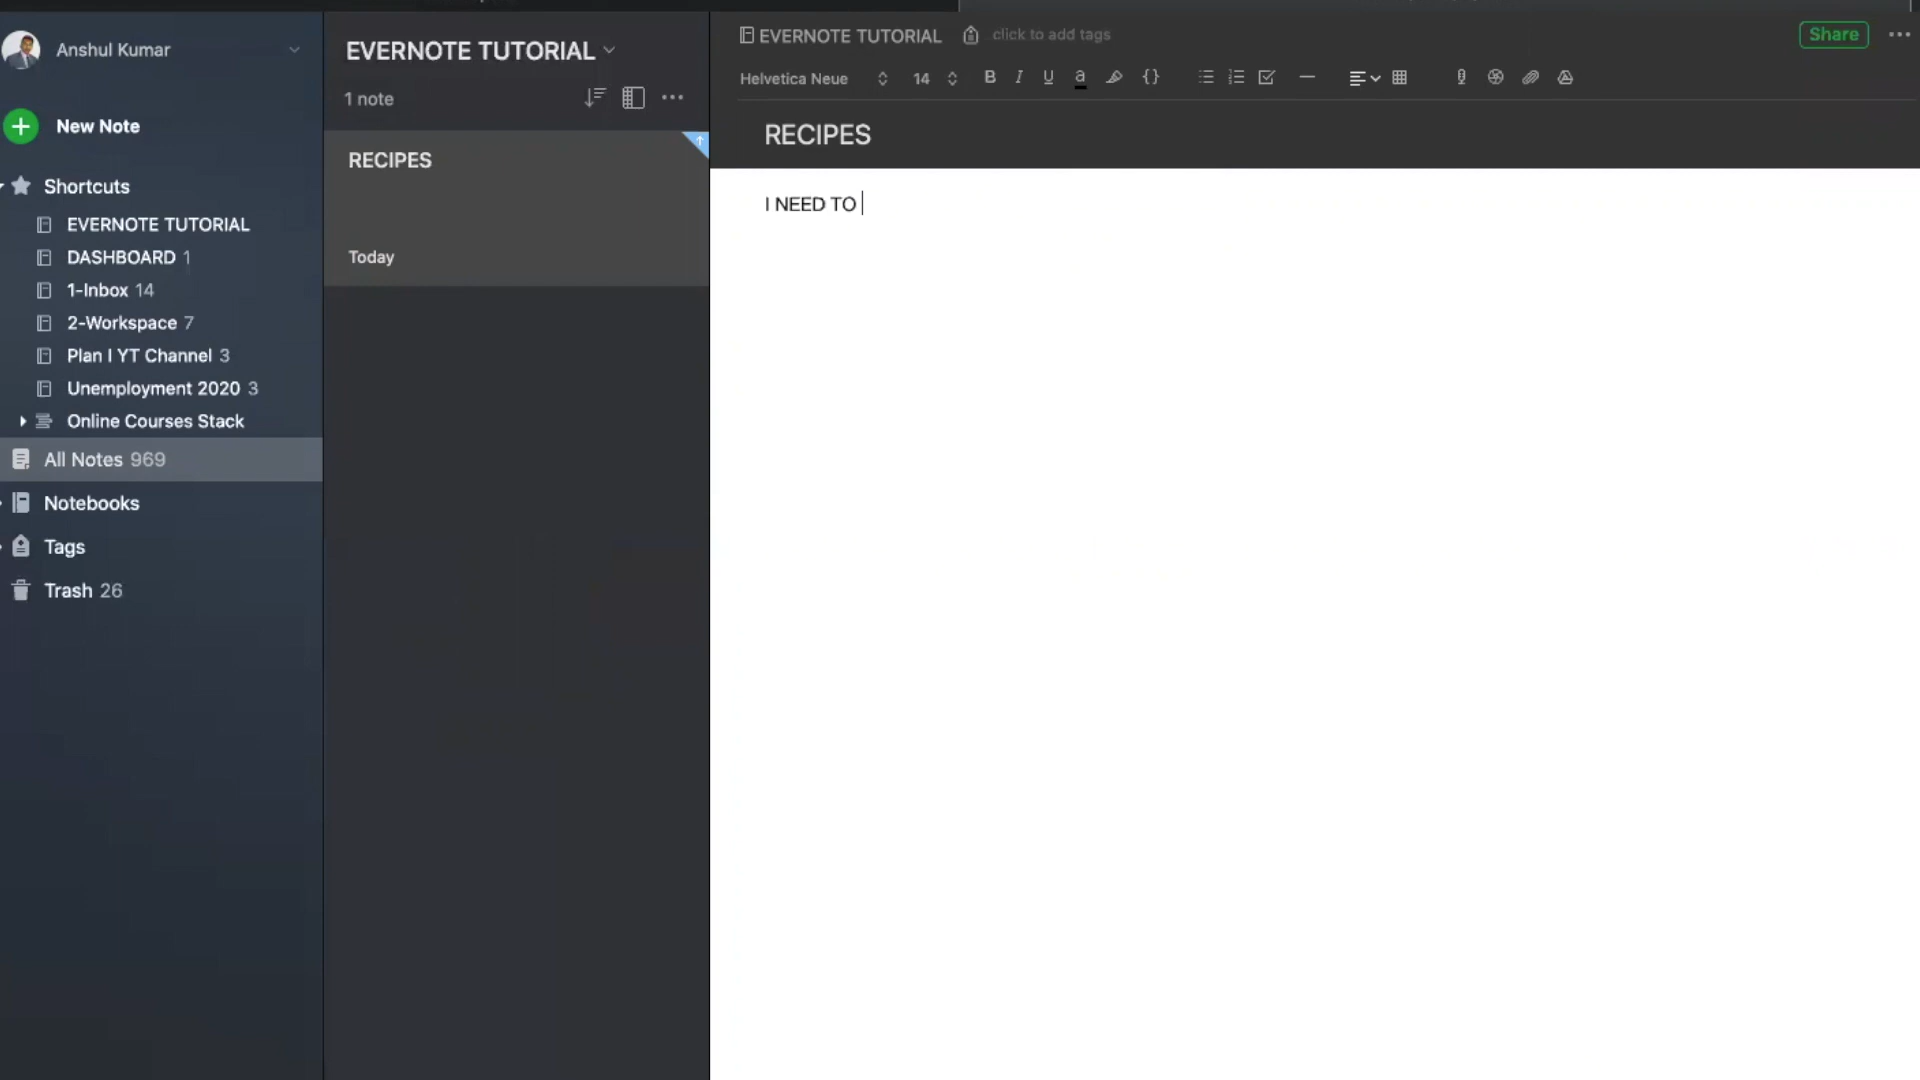 Anshul Kumar
New Note
Shortcuts
EVERNOTE TUTORIAL
DASHBOARD 1
1-Inbox 14
2-Workspace 7
Plan I YT Channel 3
Unemployment 2020 3
Online Courses Stack
All Notes 969
Notebooks
Tags
Trash 26
EVERNOTE TUTORIAL
1 note
RECIPES
Today
EVERNOTE TUTORIAL click to add tags Share
Helvetica Neue 14 B I U a {}
RECIPES
I NEED TO